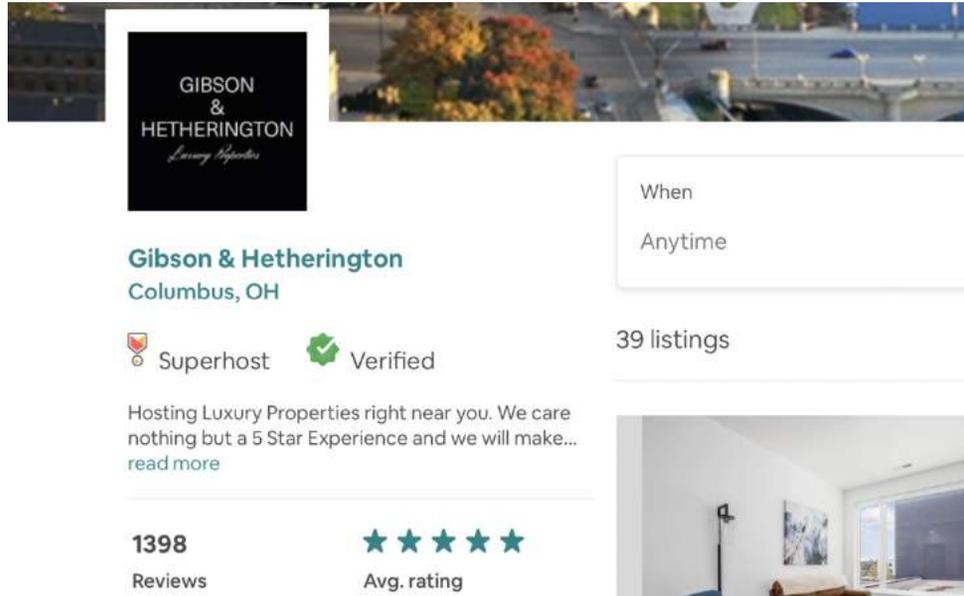 GIBSON
&
HETHERINGTON
Luxury Properties
When
Anytime
Gibson & Hetherington
Columbus, OH
39 listings
Superhost
Verified
Hosting Luxury Properties right near you. We care
nothing but a 5 Star Experience and we will make...
read more
1398
Reviews
Avg. rating